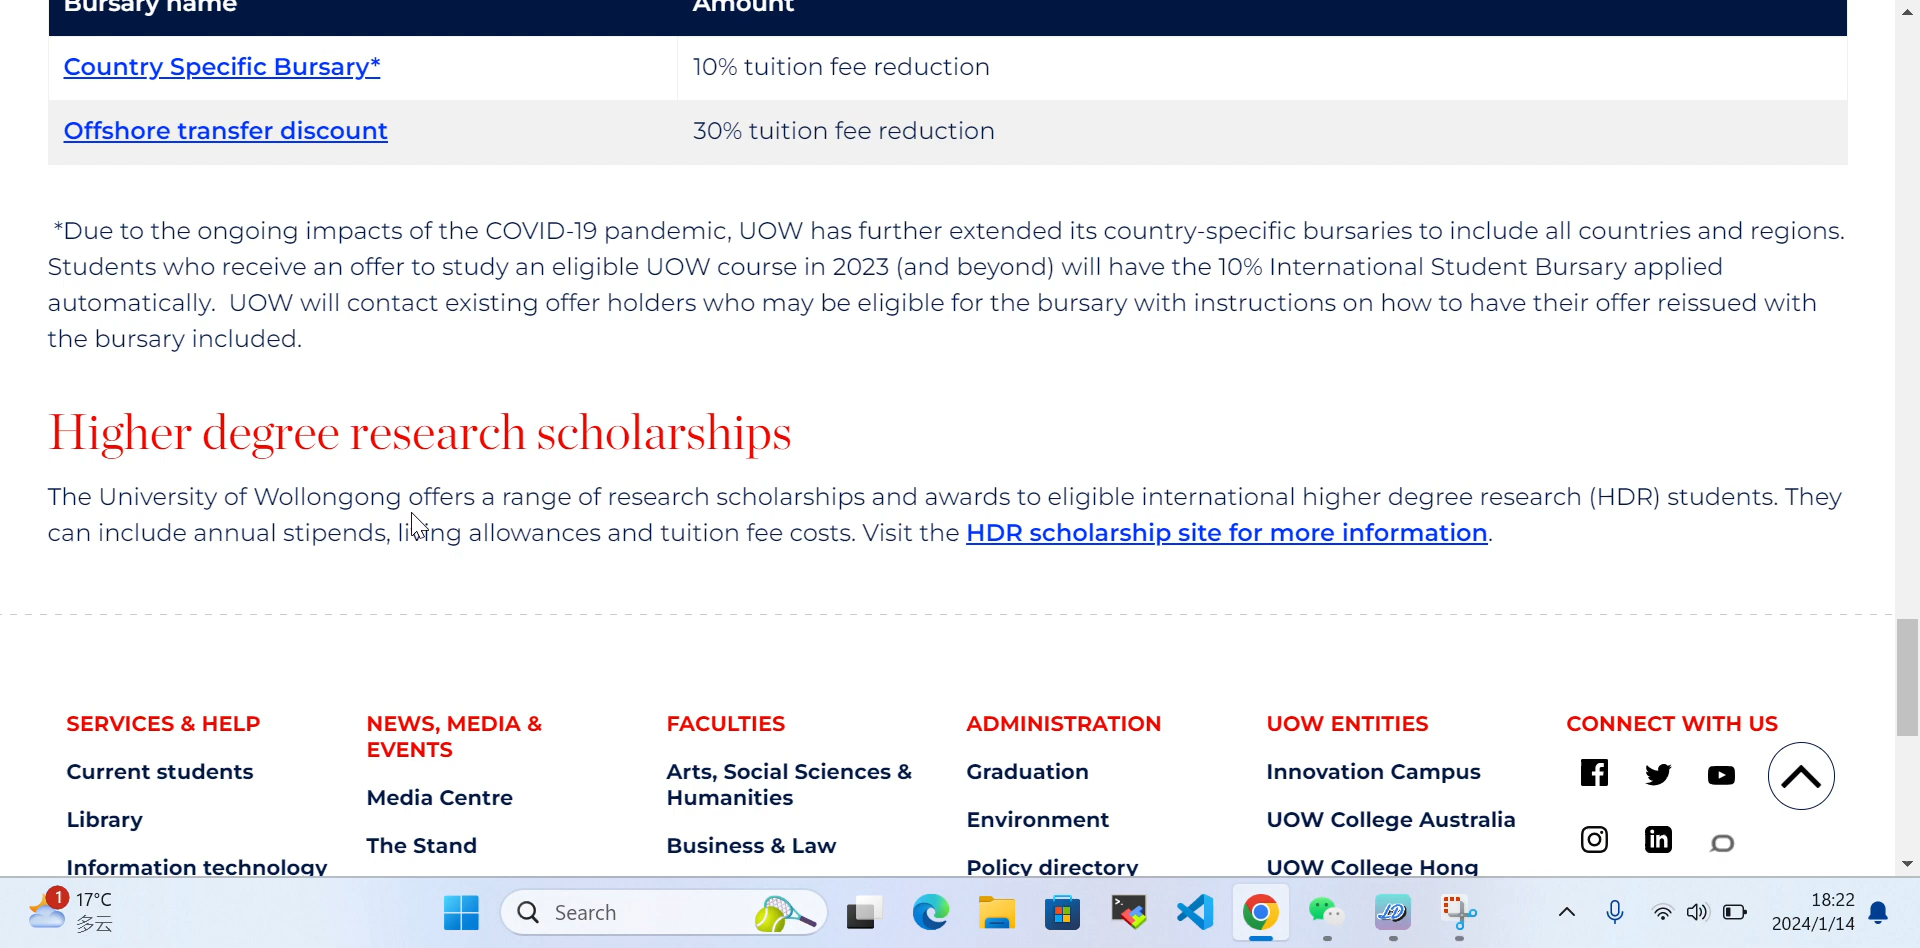 Bursary name Amount
Country Specific Bursary* 10% tuition fee reduction
Offshore transfer discount 30% tuition fee reduction
*Due to the ongoing impacts of the COVID-19 pandemic, UOW has further extended its country-specific bursaries to include all countries and regions.
Students who receive an offer to study an eligible UOW course in 2023 (and beyond) will have the 10% International Student Bursary applied
automatically. UOW will contact existing offer holders who may be eligible for the bursary with instructions on how to have their offer reissued with
the bursary included.
Higher degree research scholarships
The University of Wollongong offers a range of research scholarships and awards to eligible international higher degree research (HDR) students. They
can include annual stipends, living allowances and tuition fee costs. Visit the HDR scholarship site for more information.
SERVICES & HELP
Current students
Library
Information technology
NEWS, MEDIA &
EVENTS
Media Centre
The Stand
FACULTIES
Arts, Social Sciences &
Humanities
Business & Law
ADMINISTRATION
Graduation
Environment
Policy directory
UOW ENTITIES
Innovation Campus
UOW College Australia
UOW College Hong
CONNECT WITH US
1
17°C
多云
Search
18:22
2024/1/14